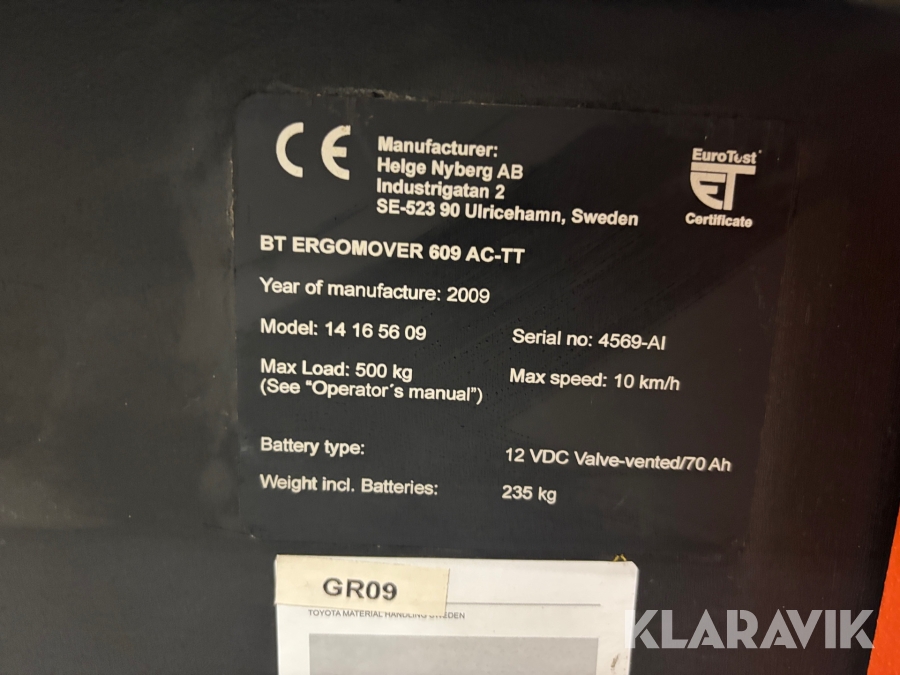 CE
Manufacturer:
Helge Nyberg AB
Industrigatan 2
SE-523 90 Ulricehamn, Sweden
EuroTest
ET
Certificate
BT ERGOMOVER 609 AC-TT
Year of manufacture: 2009
Model: 14 16 56 09
Serial no: 4569-AI
Max Load: 500 kg
(See "Operator´s manual")
Max speed: 10 km/h
Battery type:
12 VDC Valve-vented/70 Ah
Weight incl. Batteries:
235 kg
GR09
TOYOTA MATERIAL HANDLING SWEDEN
KLARAVIK